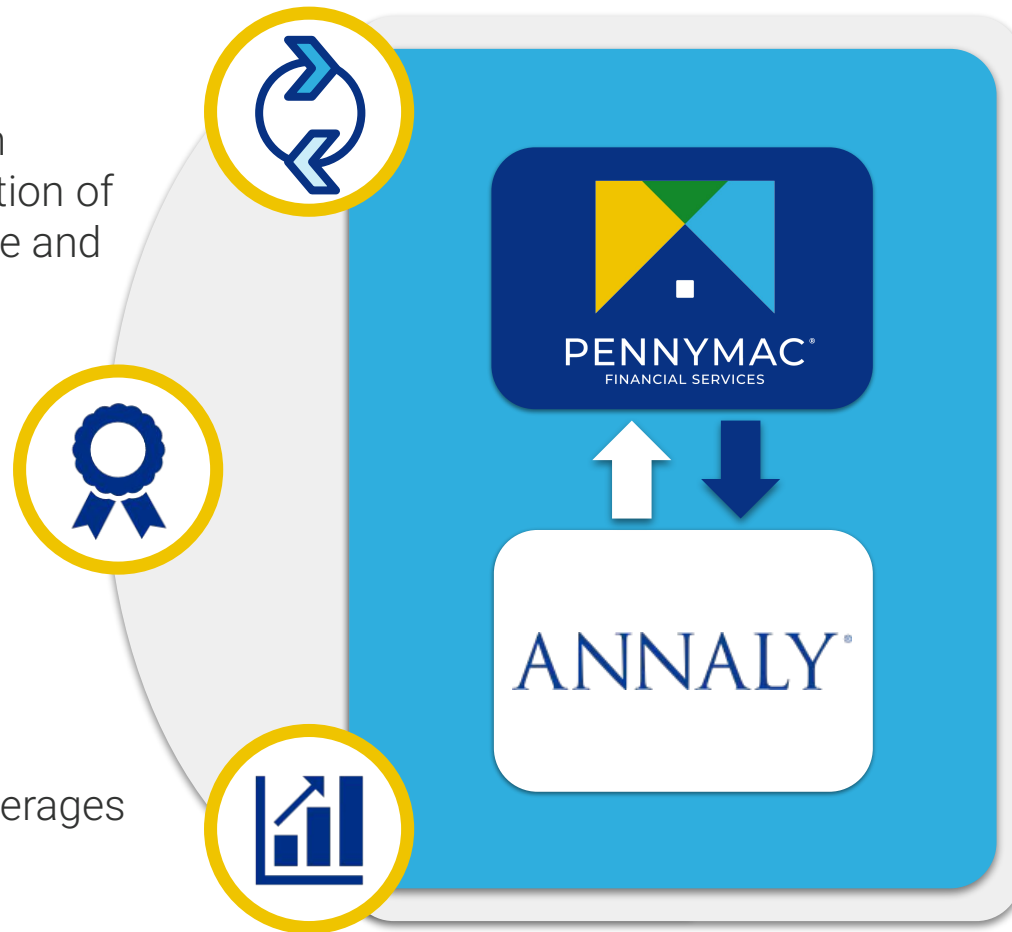 tion of
e and
erages
PENNYMAC®
FINANCIAL SERVICES
ANNALY®